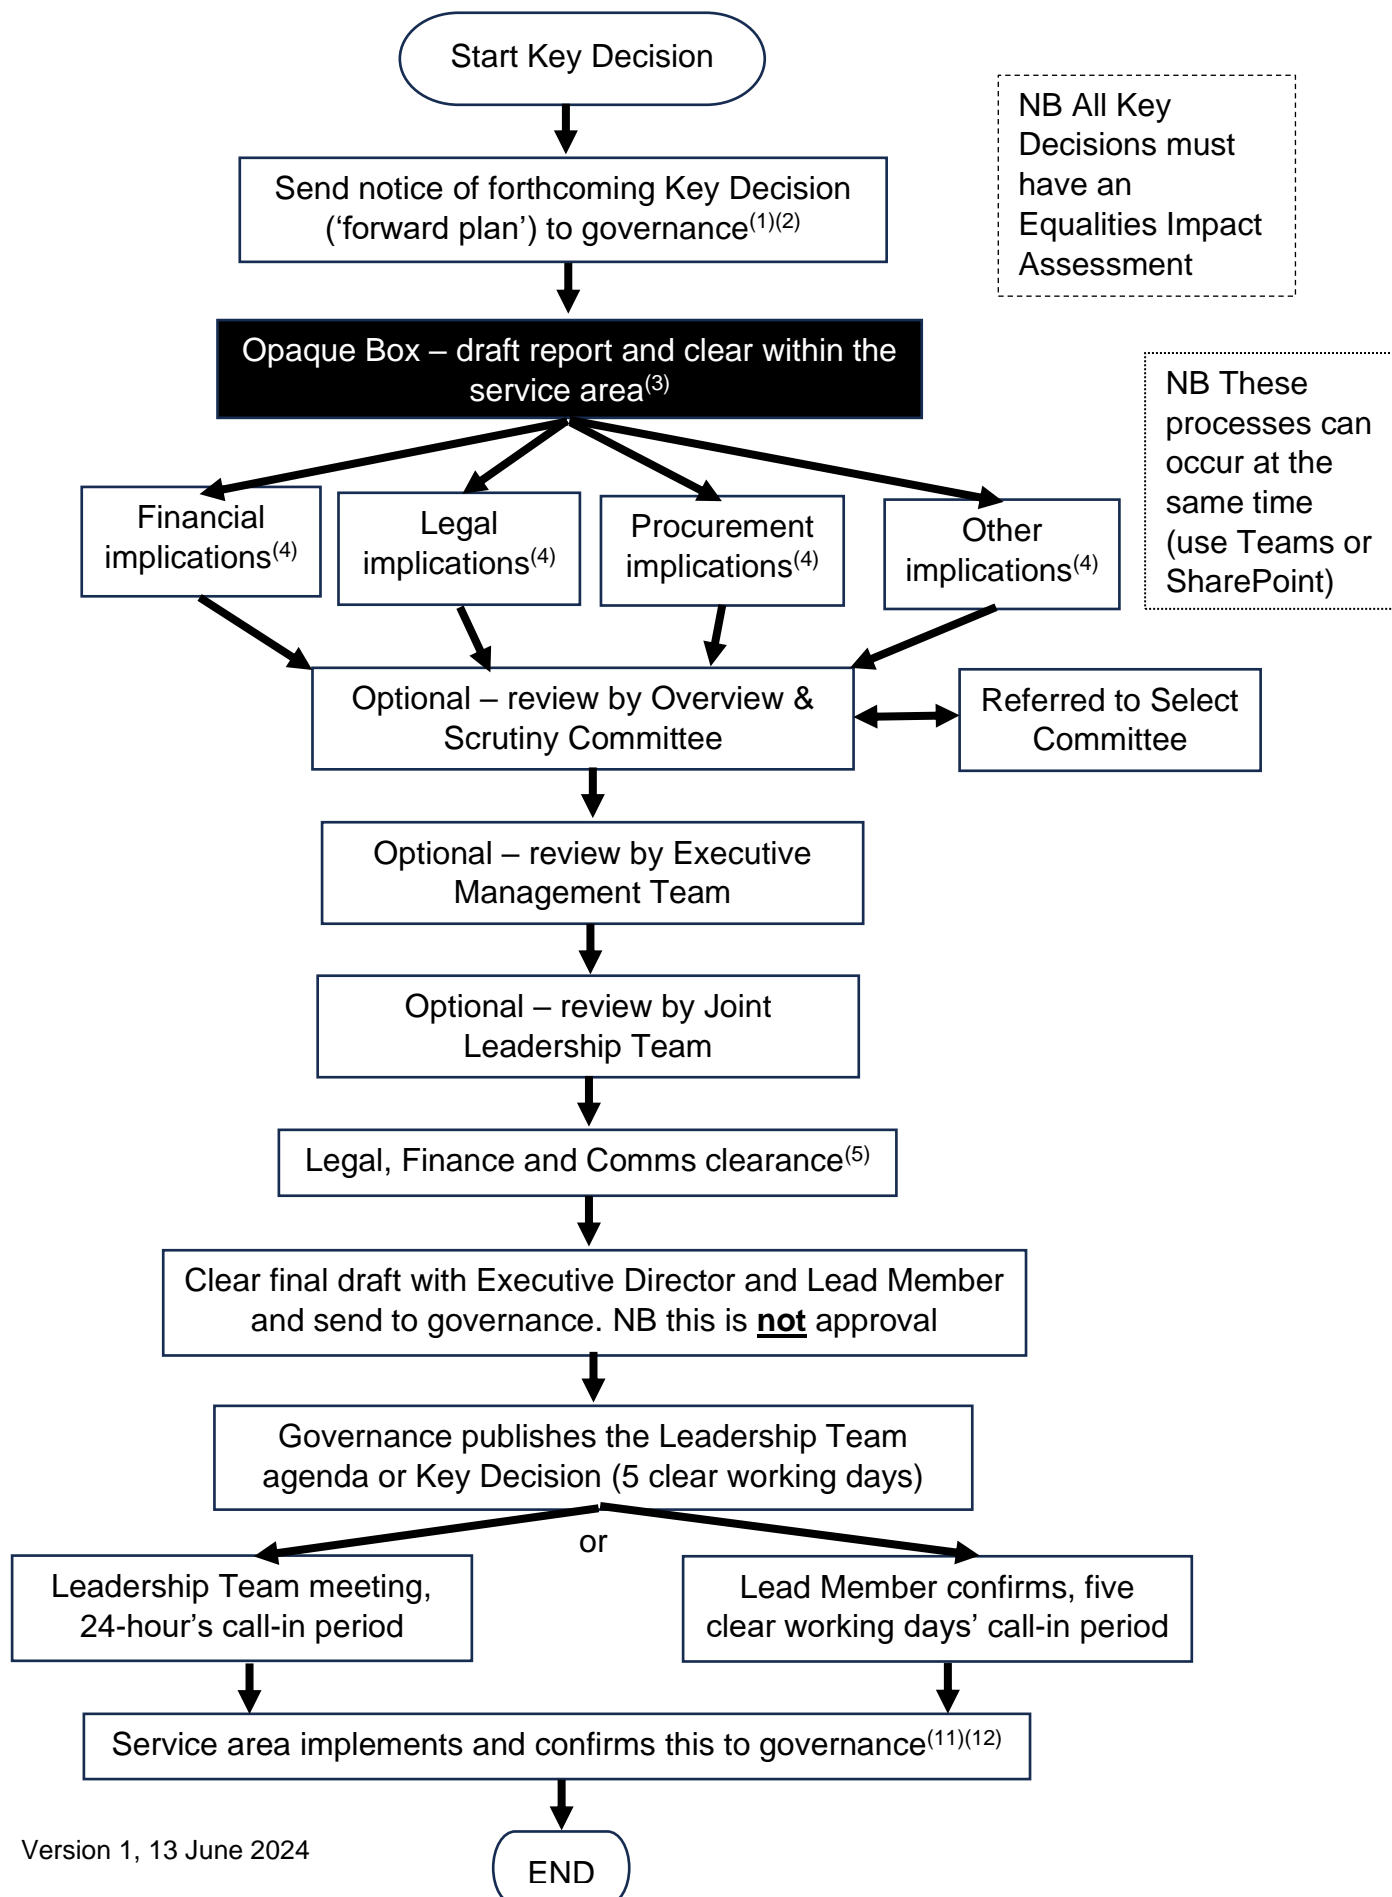 Start Key Decision
NB All Key
Decisions must
have an
Equalities Impact
Assessment
Send notice of forthcoming Key Decision
(‘forward plan’) to governance(1)(2)
Opaque Box – draft report and clear within the
service area(3)
NB These
processes can
occur at the
same time
(use Teams or
SharePoint)
Financial
implications(4)
Legal
implications(4)
Procurement
implications(4)
Other
implications(4)
Optional – review by Overview &
Scrutiny Committee
Referred to Select
Committee
Optional – review by Executive
Management Team
Optional – review by Joint
Leadership Team
Legal, Finance and Comms clearance(5)
Clear final draft with Executive Director and Lead Member
and send to governance. NB this is not approval
Governance publishes the Leadership Team
agenda or Key Decision (5 clear working days)
or
Leadership Team meeting,
24-hour’s call-in period
Lead Member confirms, five
clear working days’ call-in period
Service area implements and confirms this to governance(11)(12)
Version 1, 13 June 2024
END